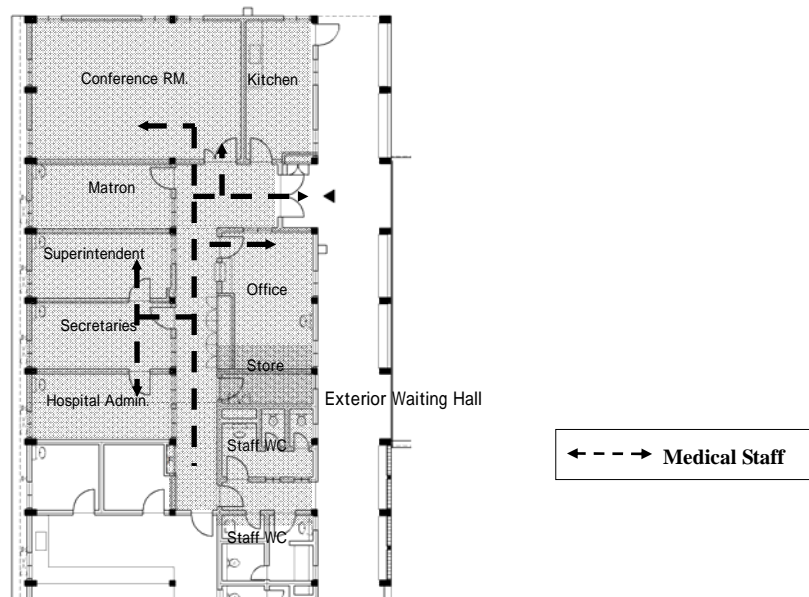 Conference RM.
Kitchen
Matron
Superintendent
Office
Secretaries
Store
Hospital Admin.
Exterior Waiting Hall
Staff WC
Medical Staff
Staff WC